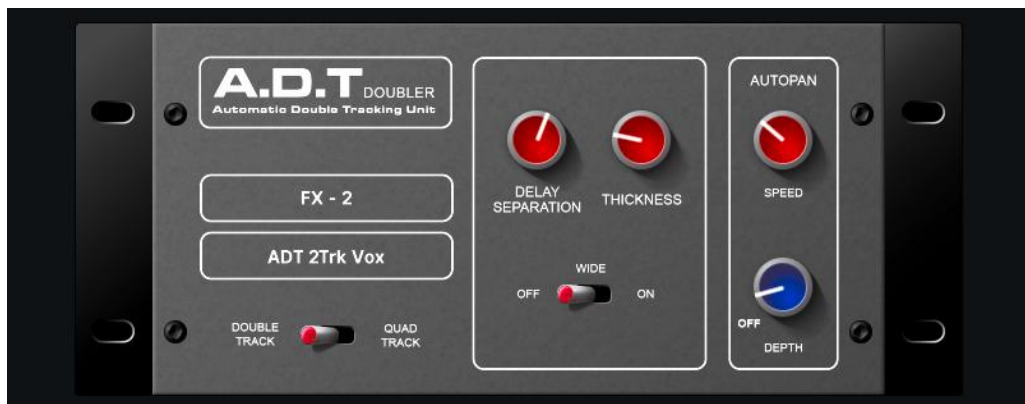 A.D.T DOUBLER
Automatic Double Tracking Unit
FX - 2
ADT 2Trk Vox
DOUBLE
TRACK
QUAD
TRACK
DELAY
SEPARATION
THICKNESS
WIDE
OFF
ON
AUTOPAN
SPEED
OFF
DEPTH